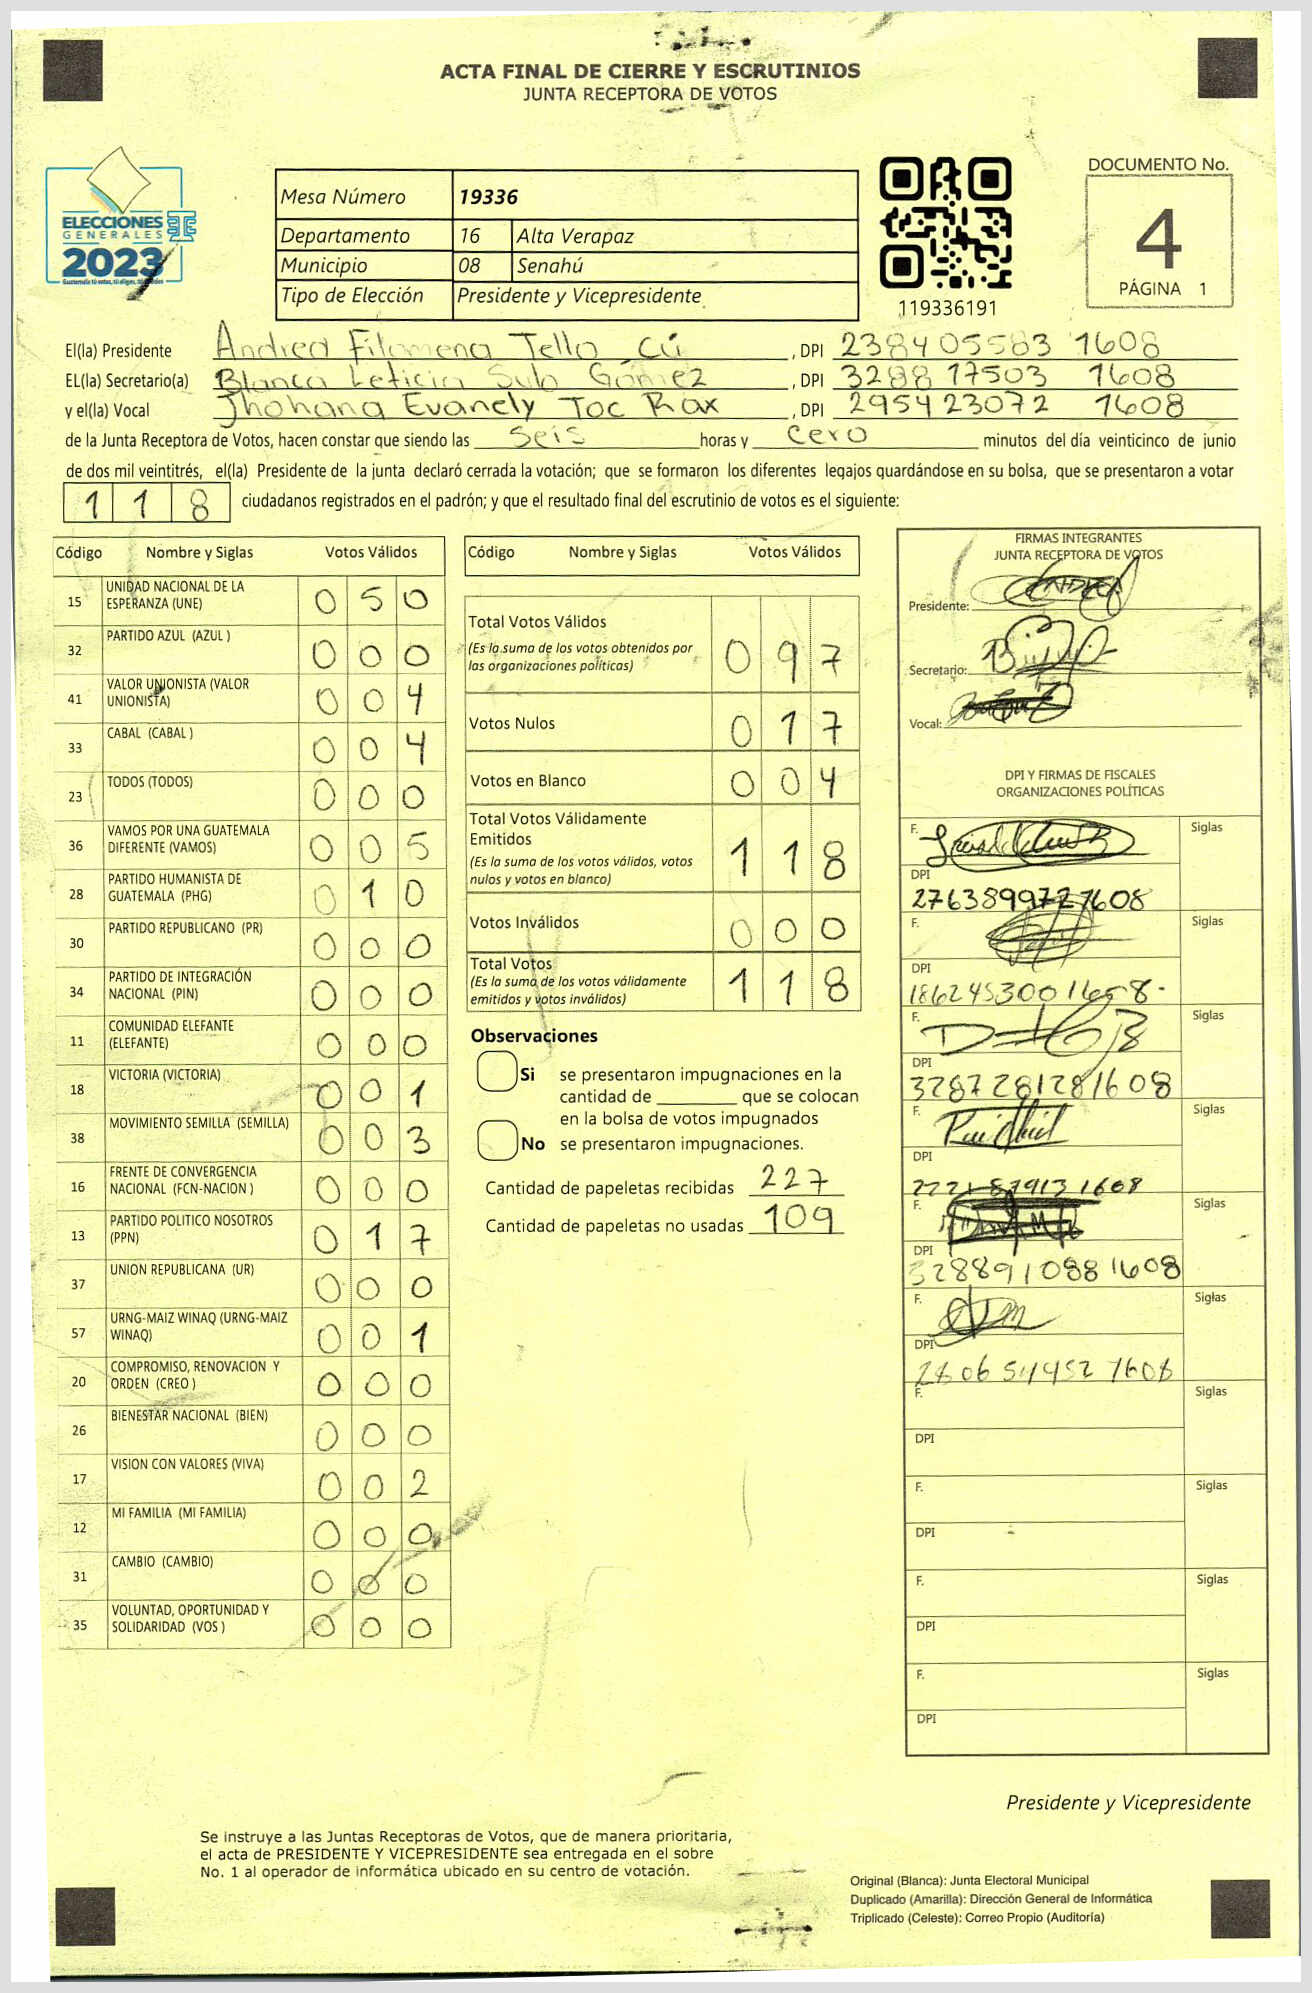 ACTA FINAL DE CIERRE Y ESCRUTINIOS
JUNTA RECEPTORA DE VOTOS
ELECCIONES
GENERALES
2023
Mesa Número 19336
Departamento 16 Alta Verapaz
Municipio 08 Senahú
Tipo de Elección Presidente y Vicepresidente
119336191
DOCUMENTO No.
4
PÁGINA 1
El(la) Presidente Andrea Filomena Tello Cú , DPI 238405583 1608
EL(la) Secretario(a) Blanca Leticia Sub Gómez , DPI 3288 17503 1608
y el(la) Vocal Jhohana Evanely Toc Rax , DPI 295423072 1608
de la Junta Receptora de Votos, hacen constar que siendo las seis horas y cero minutos del día veinticinco de junio
de dos mil veintitrés, el(la) Presidente de la junta declaró cerrada la votación; que se formaron los diferentes legajos quardándose en su bolsa, que se presentaron a votar
1 1 8 ciudadanos registrados en el padrón; y que el resultado final del escrutinio de votos es el siguiente:
Código Nombre y Siglas Votos Válidos
15 UNIDAD NACIONAL DE LA ESPERANZA (UNE) 0 5 0
32 PARTIDO AZUL (AZUL ) 0 0 0
41 VALOR UNIONISTA (VALOR UNIONISTA) 0 0 4
33 CABAL (CABAL ) 0 0 4
23 TODOS (TODOS) 0 0 0
36 VAMOS POR UNA GUATEMALA DIFERENTE (VAMOS) 0 0 5
28 PARTIDO HUMANISTA DE GUATEMALA (PHG) 0 1 0
30 PARTIDO REPUBLICANO (PR) 0 0 0
34 PARTIDO DE INTEGRACIÓN NACIONAL (PIN) 0 0 0
11 COMUNIDAD ELEFANTE (ELEFANTE) 0 0 0
18 VICTORIA (VICTORIA) 0 0 1
38 MOVIMIENTO SEMILLA (SEMILLA) 0 0 3
16 FRENTE DE CONVERGENCIA NACIONAL (FCN-NACION ) 0 0 0
13 PARTIDO POLITICO NOSOTROS (PPN) 0 1 7
37 UNION REPUBLICANA (UR) 0 0 0
57 URNG-MAIZ WINAQ (URNG-MAIZ WINAQ) 0 0 1
20 COMPROMISO, RENOVACION Y ORDEN (CREO ) 0 0 0
26 BIENESTAR NACIONAL (BIEN) 0 0 0
17 VISION CON VALORES (VIVA) 0 0 2
12 MI FAMILIA (MI FAMILIA) 0 0 0
31 CAMBIO (CAMBIO) 0 0 0
35 VOLUNTAD, OPORTUNIDAD Y SOLIDARIDAD (VOS ) 0 0 0
Código Nombre y Siglas Votos Válidos
Total Votos Válidos 0 9 7
(Es la suma de los votos obtenidos por
las organizaciones políticas)
Votos Nulos 0 1 7
Votos en Blanco 0 0 4
Total Votos Válidamente
Emitidos 1 1 8
(Es la suma de los votos válidos, votos
nulos y votos en blanco)
Votos Inválidos 0 0 0
Total Votos 1 1 8
(Es la suma de los votos válidamente
emitidos y votos inválidos)
Observaciones
Si se presentaron impugnaciones en la
cantidad de ________ que se colocan
en la bolsa de votos impugnados
No se presentaron impugnaciones.
Cantidad de papeletas recibidas 227
Cantidad de papeletas no usadas 109
FIRMAS INTEGRANTES
JUNTA RECEPTORA DE VOTOS
Presidente:
Secretario:
Vocal:
DPI Y FIRMAS DE FISCALES
ORGANIZACIONES POLÍTICAS
F. Siglas
DPI
2763899721608
F. Siglas
DPI
F. Siglas
DPI
3287281281608
F. Siglas
DPI
F. Siglas
DPI
3288910881608
F. Siglas
DPI
F. Siglas
DPI
F. Siglas
DPI
F. Siglas
DPI
F. Siglas
DPI
Presidente y Vicepresidente
Se instruye a las Juntas Receptoras de Votos, que de manera prioritaria,
el acta de PRESIDENTE Y VICEPRESIDENTE sea entregada en el sobre
No. 1 al operador de informática ubicado en su centro de votación.
Original (Blanca): Junta Electoral Municipal
Duplicado (Amarilla): Dirección General de Informática
Triplicado (Celeste): Correo Propio (Auditoría)